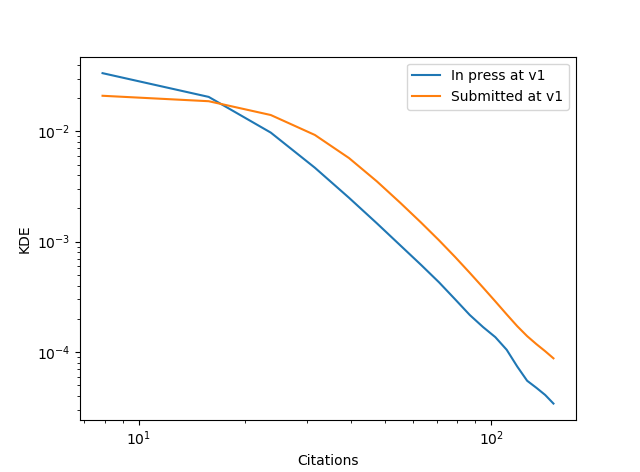 In press at v1
Submitted at v1
KDE
10⁻²
10⁻³
10⁻⁴
10¹
10²
Citations